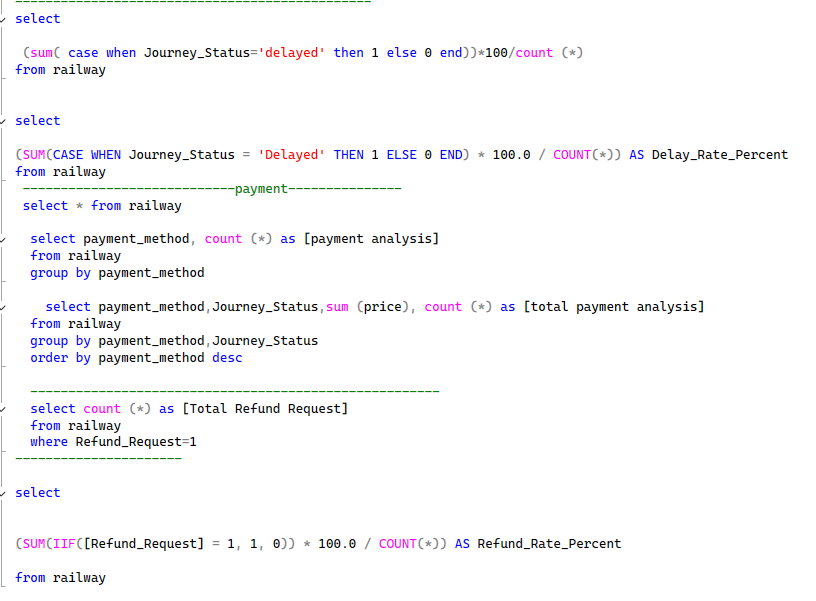 -----------------------------------------------
select
(sum( case when Journey_Status='delayed' then 1 else 0 end))*100/count (*)
from railway
select
(SUM(CASE WHEN Journey_Status = 'Delayed' THEN 1 ELSE 0 END) * 100.0 / COUNT(*)) AS Delay_Rate_Percent
from railway
----------------------------payment---------------
select * from railway
select payment_method, count (*) as [payment analysis]
from railway
group by payment_method
select payment_method,Journey_Status,sum (price), count (*) as [total payment analysis]
from railway
group by payment_method,Journey_Status
order by payment_method desc
------------------------------------------------------
select count (*) as [Total Refund Request]
from railway
where Refund_Request=1
----------------------
select
(SUM(IIF([Refund_Request] = 1, 1, 0)) * 100.0 / COUNT(*)) AS Refund_Rate_Percent
from railway